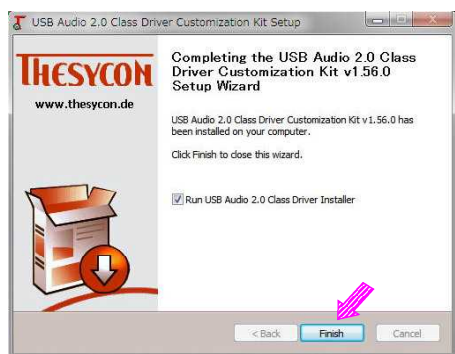 USB Audio 2.0 Class Driver Customization Kit Setup
THESYCON
www.thesycon.de
Completing the USB Audio 2.0 Class
Driver Customization Kit v1.56.0
Setup Wizard
USB Audio 2.0 Class Driver Customization Kit v1.56.0 has
been installed on your computer.
Click Finish to close this wizard.
Run USB Audio 2.0 Class Driver Installer
< Back
Finish
Cancel